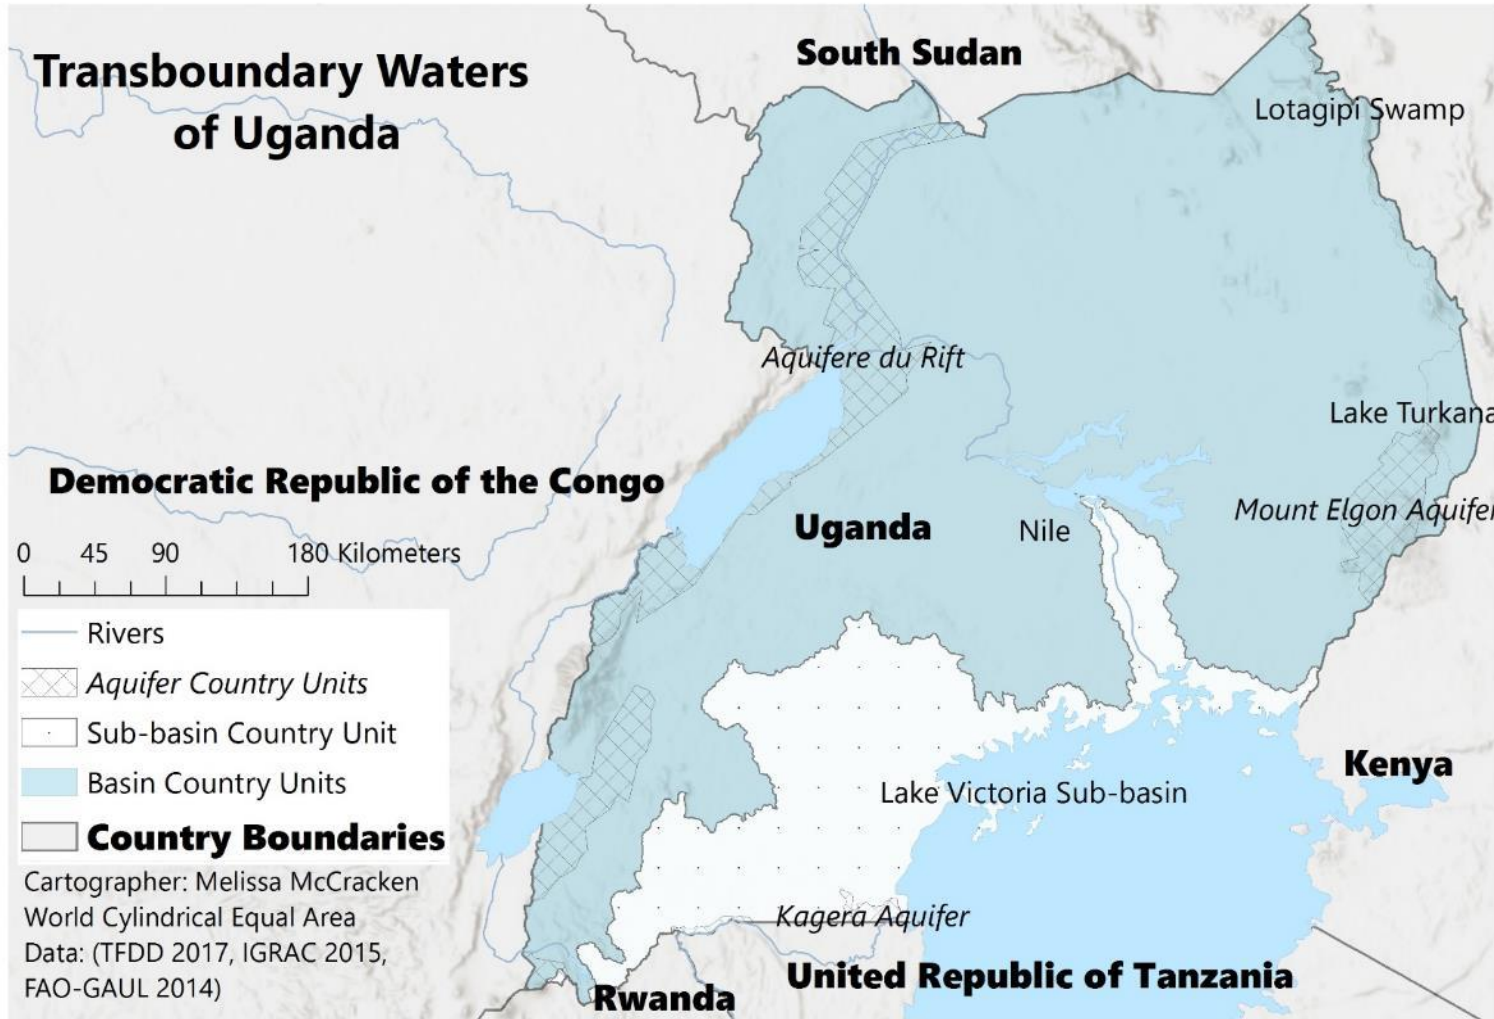 Transboundary Waters
of Uganda
South Sudan
Lotagipi Swamp
Aquifere du Rift
Lake Turkana
Democratic Republic of the Congo
Mount Elgon Aquifer
Uganda
Nile
0 45 90 180 Kilometers
Rivers
Aquifer Country Units
Sub-basin Country Unit
Basin Country Units
Country Boundaries
Kenya
Lake Victoria Sub-basin
Cartographer: Melissa McCracken
World Cylindrical Equal Area
Data: (TFDD 2017, IGRAC 2015,
FAO-GAUL 2014)
Kagera Aquifer
United Republic of Tanzania
Rwanda